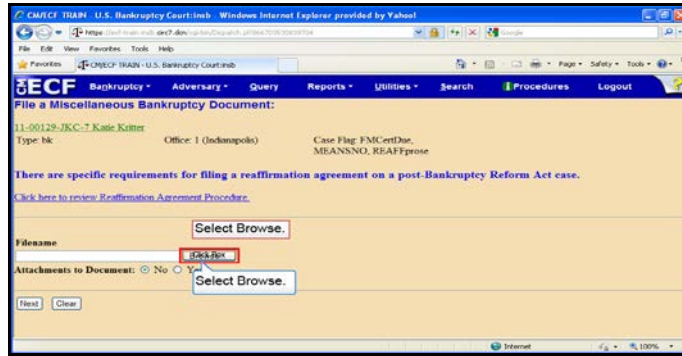 CM/ECF TRAIN - U.S. Bankruptcy Court:insb - Windows Internet Explorer provided by Yahoo!
Google
File Edit View Favorites Tools Help
Favorites CM/ECF TRAIN - U.S. Bankruptcy Court:insb Page Safety Tools
ECF Bankruptcy Adversary Query Reports Utilities Search Procedures Logout ?
File a Miscellaneous Bankruptcy Document:
11-00129-JKC-7 Katie Kritter
Type: bk Office: 1 (Indianapolis) Case Flag: FMCertDue,
MEANSNO, REAFFprose
There are specific requirements for filing a reaffirmation agreement on a post-Bankruptcy Reform Act case.
Click here to review Reaffirmation Agreement Procedure.
Select Browse.
Filename
Click Box
Attachments to Document: No
Select Browse.
Next Clear
Internet 100%